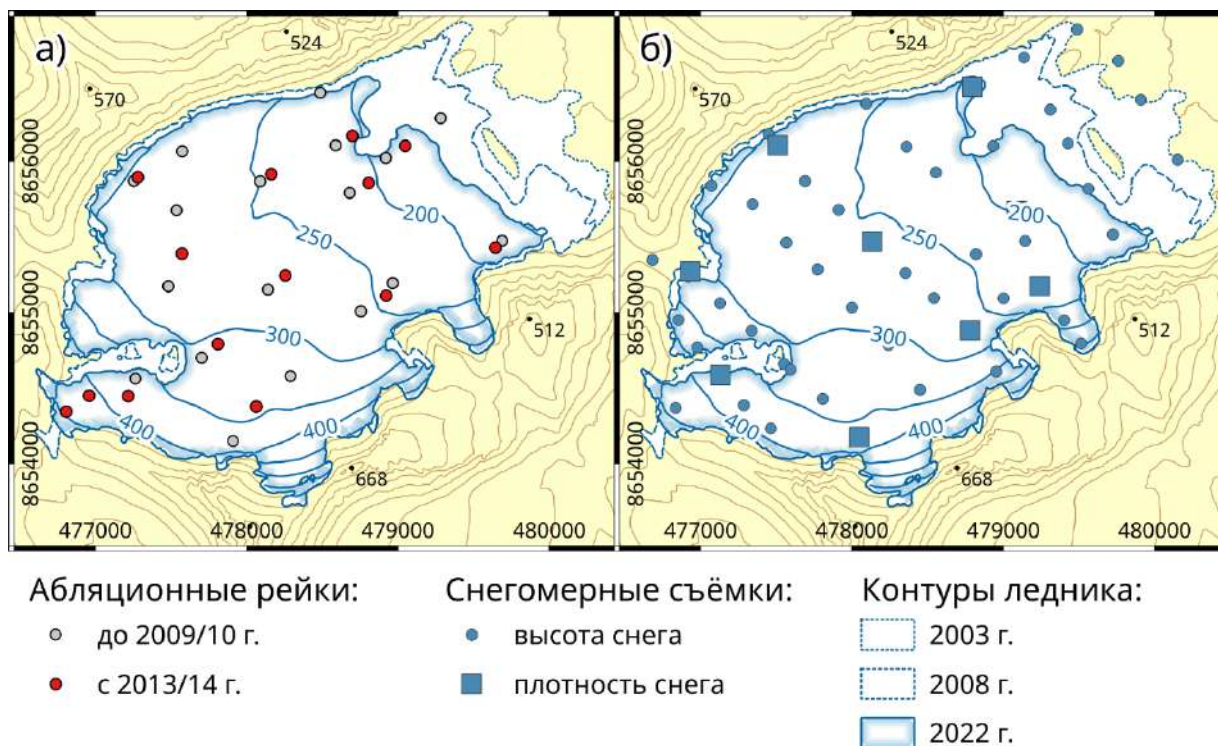 а)
524
570
200
250
300
512
400
400
668
8656000
8655000
8654000
477000 478000 479000 480000
б)
524
570
200
250
300
512
400
400
668
8656000
8655000
8654000
477000 478000 479000 480000
Абляционные рейки:
до 2009/10 г.
с 2013/14 г.
Снегомерные съёмки:
высота снега
плотность снега
Контуры ледника:
2003 г.
2008 г.
2022 г.